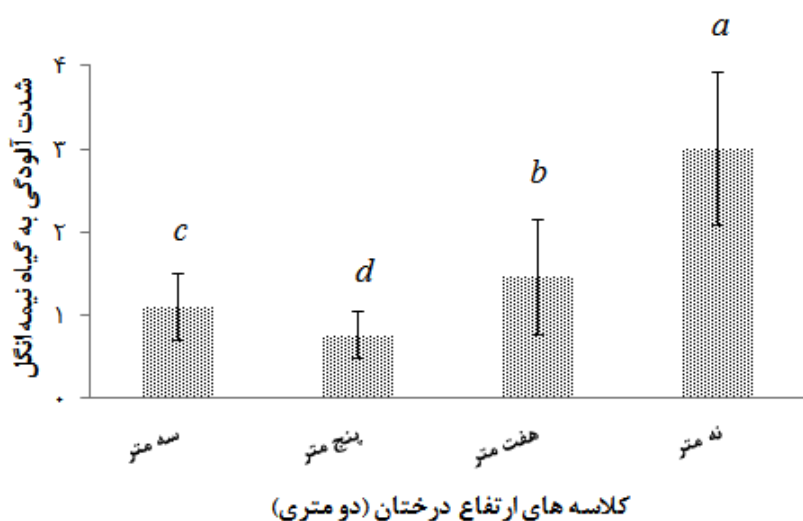 a
۴
شدت آلودگی به گیاه نیمه‌انگل
۳
b
c
۲
d
۱
۰
سه متر
پنج متر
هفت متر
نه متر
کلاسه های ارتفاع درختان (دو متری)